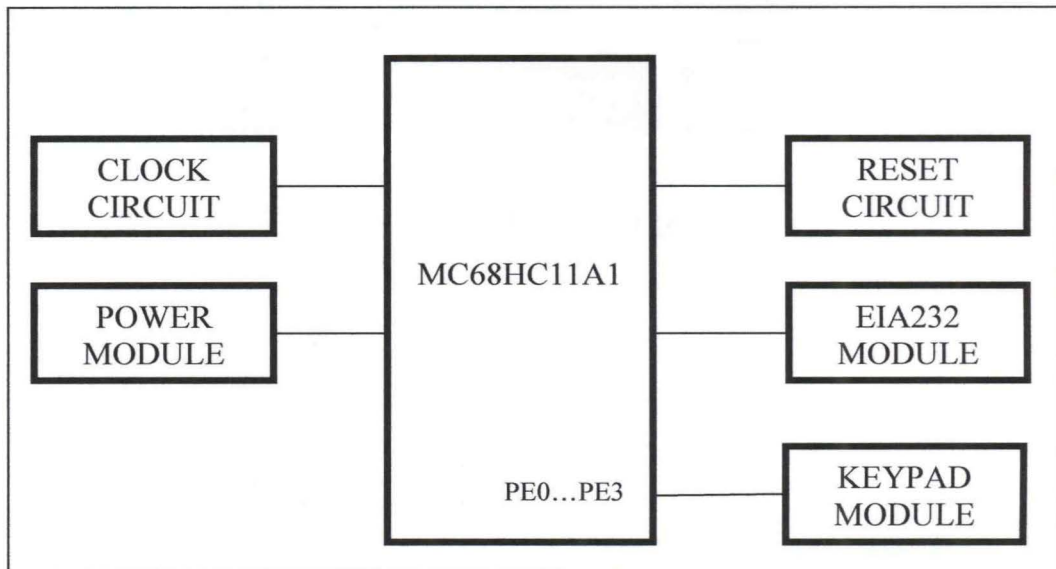 CLOCK
CIRCUIT
POWER
MODULE
MC68HC11A1
PE0...PE3
RESET
CIRCUIT
EIA232
MODULE
KEYPAD
MODULE